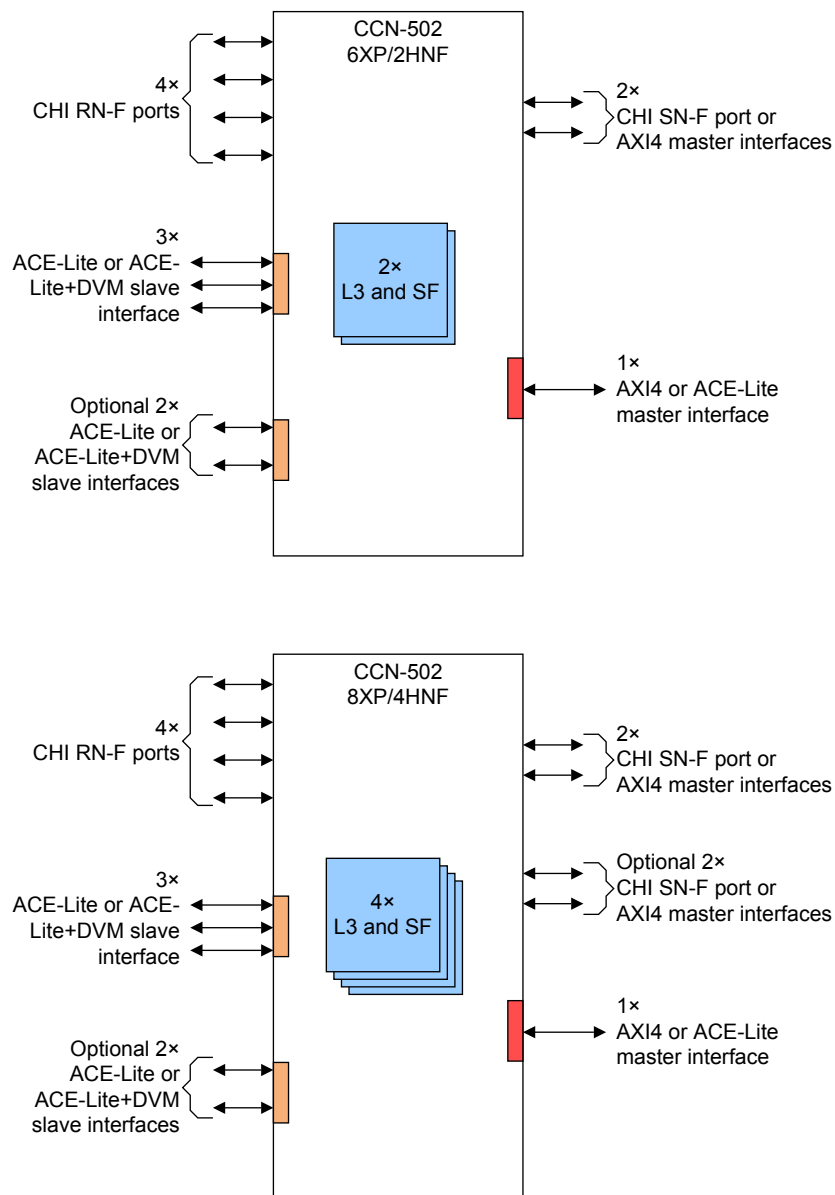 CCN-502
6XP/2HNF
4×
CHI RN-F ports
2×
CHI SN-F port or
AXI4 master interfaces
3×
ACE-Lite or ACE-
Lite+DVM slave
interface
2×
L3 and SF
1×
AXI4 or ACE-Lite
master interface
Optional 2×
ACE-Lite or
ACE-Lite+DVM
slave interfaces
CCN-502
8XP/4HNF
4×
CHI RN-F ports
2×
CHI SN-F port or
AXI4 master interfaces
3×
ACE-Lite or ACE-
Lite+DVM slave
interface
4×
L3 and SF
Optional 2×
CHI SN-F port or
AXI4 master interfaces
1×
AXI4 or ACE-Lite
master interface
Optional 2×
ACE-Lite or
ACE-Lite+DVM
slave interfaces